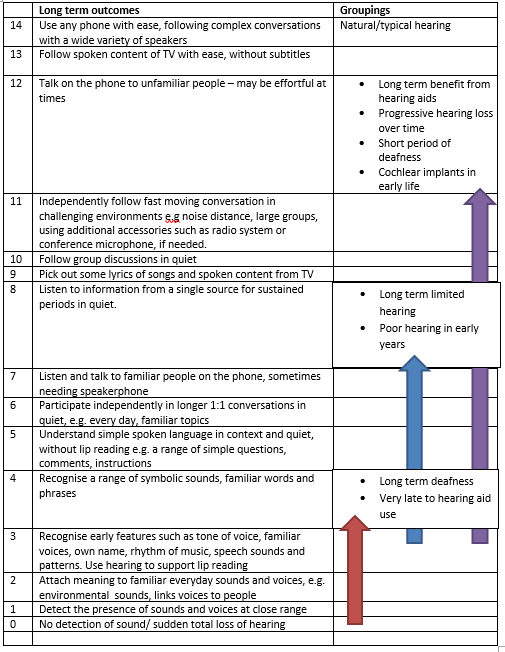 Long term outcomes Groupings
14 Use any phone with ease, following complex conversations Natural/typical hearing
with a wide variety of speakers
13 Follow spoken content of TV with ease, without subtitles
12 Talk on the phone to unfamiliar people – may be effortful at
times
• Long term benefit from
hearing aids
• Progressive hearing loss
over time
• Short period of
deafness
• Cochlear implants in
early life
11 Independently follow fast moving conversation in
challenging environments e.g noise distance, large groups,
using additional accessories such as radio system or
conference microphone, if needed.
10 Follow group discussions in quiet
9 Pick out some lyrics of songs and spoken content from TV
8 Listen to information from a single source for sustained
periods in quiet.
• Long term limited
hearing
• Poor hearing in early
years
7 Listen and talk to familiar people on the phone, sometimes
needing speakerphone
6 Participate independently in longer 1:1 conversations in
quiet, e.g. every day, familiar topics
5 Understand simple spoken language in context and quiet,
without lip reading e.g. a range of simple questions,
comments, instructions
4 Recognise a range of symbolic sounds, familiar words and
phrases
• Long term deafness
• Very late to hearing aid
use
3 Recognise early features such as tone of voice, familiar
voices, own name, rhythm of music, speech sounds and
patterns. Use hearing to support lip reading
2 Attach meaning to familiar everyday sounds and voices, e.g.
environmental sounds, links voices to people
1 Detect the presence of sounds and voices at close range
0 No detection of sound/ sudden total loss of hearing